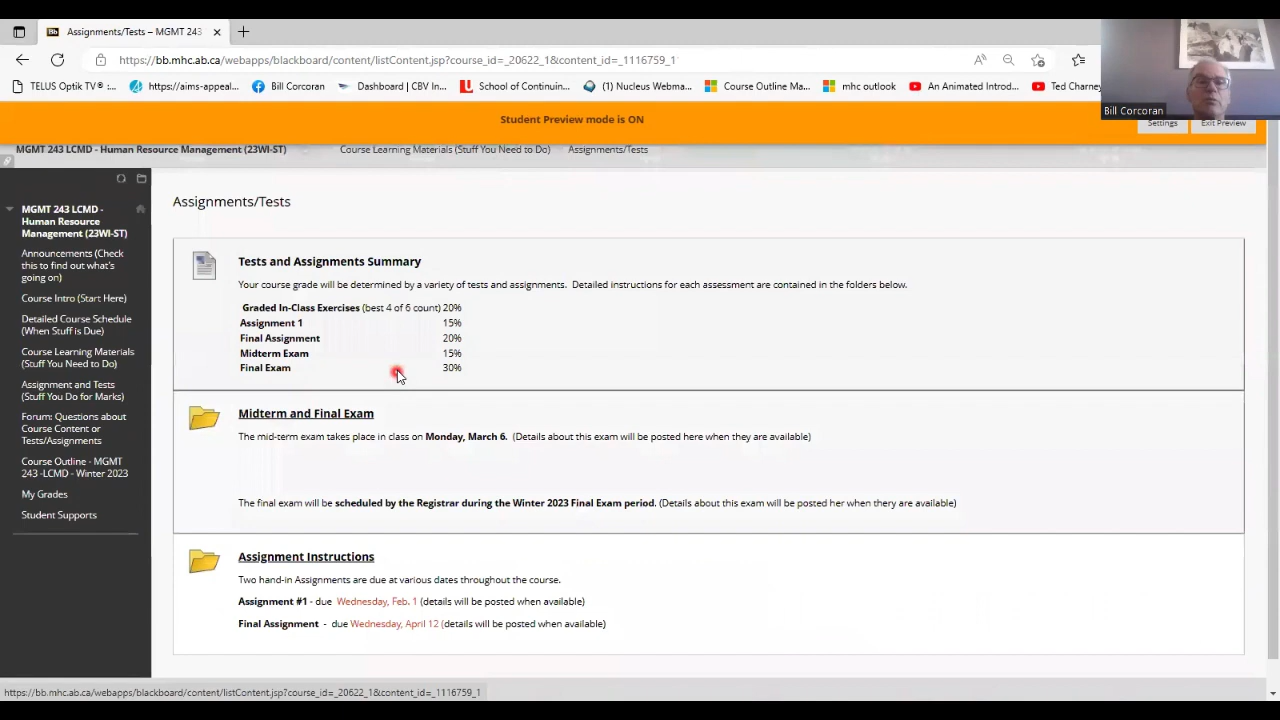 Assignments/Tests – MGMT 243
https://bb.mhc.ab.ca/webapps/blackboard/content/listContent.jsp?course_id=_20622_1&content_id=_1116759_1
TELUS Optik TV® :... https://aims-appeal... Bill Corcoran Dashboard | CBV In... School of Continuin... (1) Nucleus Webma... Course Outline Ma... mhc outlook An Animated Introd... Ted Charney
Bill Corcoran
Student Preview mode is ON
Settings Exit Preview
MGMT 243 LCMD - Human Resource Management (23WI-ST) Course Learning Materials (Stuff You Need to Do) Assignments/Tests
MGMT 243 LCMD -
Human Resource
Management (23WI-ST)
Announcements (Check
this to find out what's
going on)
Course Intro (Start Here)
Detailed Course Schedule
(When Stuff is Due)
Course Learning Materials
(Stuff You Need to Do)
Assignment and Tests
(Stuff You Do for Marks)
Forum: Questions about
Course Content or
Tests/Assignments
Course Outline - MGMT
243 -LCMD - Winter 2023
My Grades
Student Supports
Assignments/Tests
Tests and Assignments Summary
Your course grade will be determined by a variety of tests and assignments. Detailed instructions for each assessment are contained in the folders below.
Graded In-Class Exercises (best 4 of 6 count) 20%
Assignment 1 15%
Final Assignment 20%
Midterm Exam 15%
Final Exam 30%
Midterm and Final Exam
The mid-term exam takes place in class on Monday, March 6. (Details about this exam will be posted here when they are available)
The final exam will be scheduled by the Registrar during the Winter 2023 Final Exam period. (Details about this exam will be posted her when thery are available)
Assignment Instructions
Two hand-in Assignments are due at various dates throughout the course.
Assignment #1 - due Wednesday, Feb. 1 (details will be posted when available)
Final Assignment - due Wednesday, April 12 (details will be posted when available)
https://bb.mhc.ab.ca/webapps/blackboard/content/listContent.jsp?course_id=_20622_1&content_id=_1116759_1